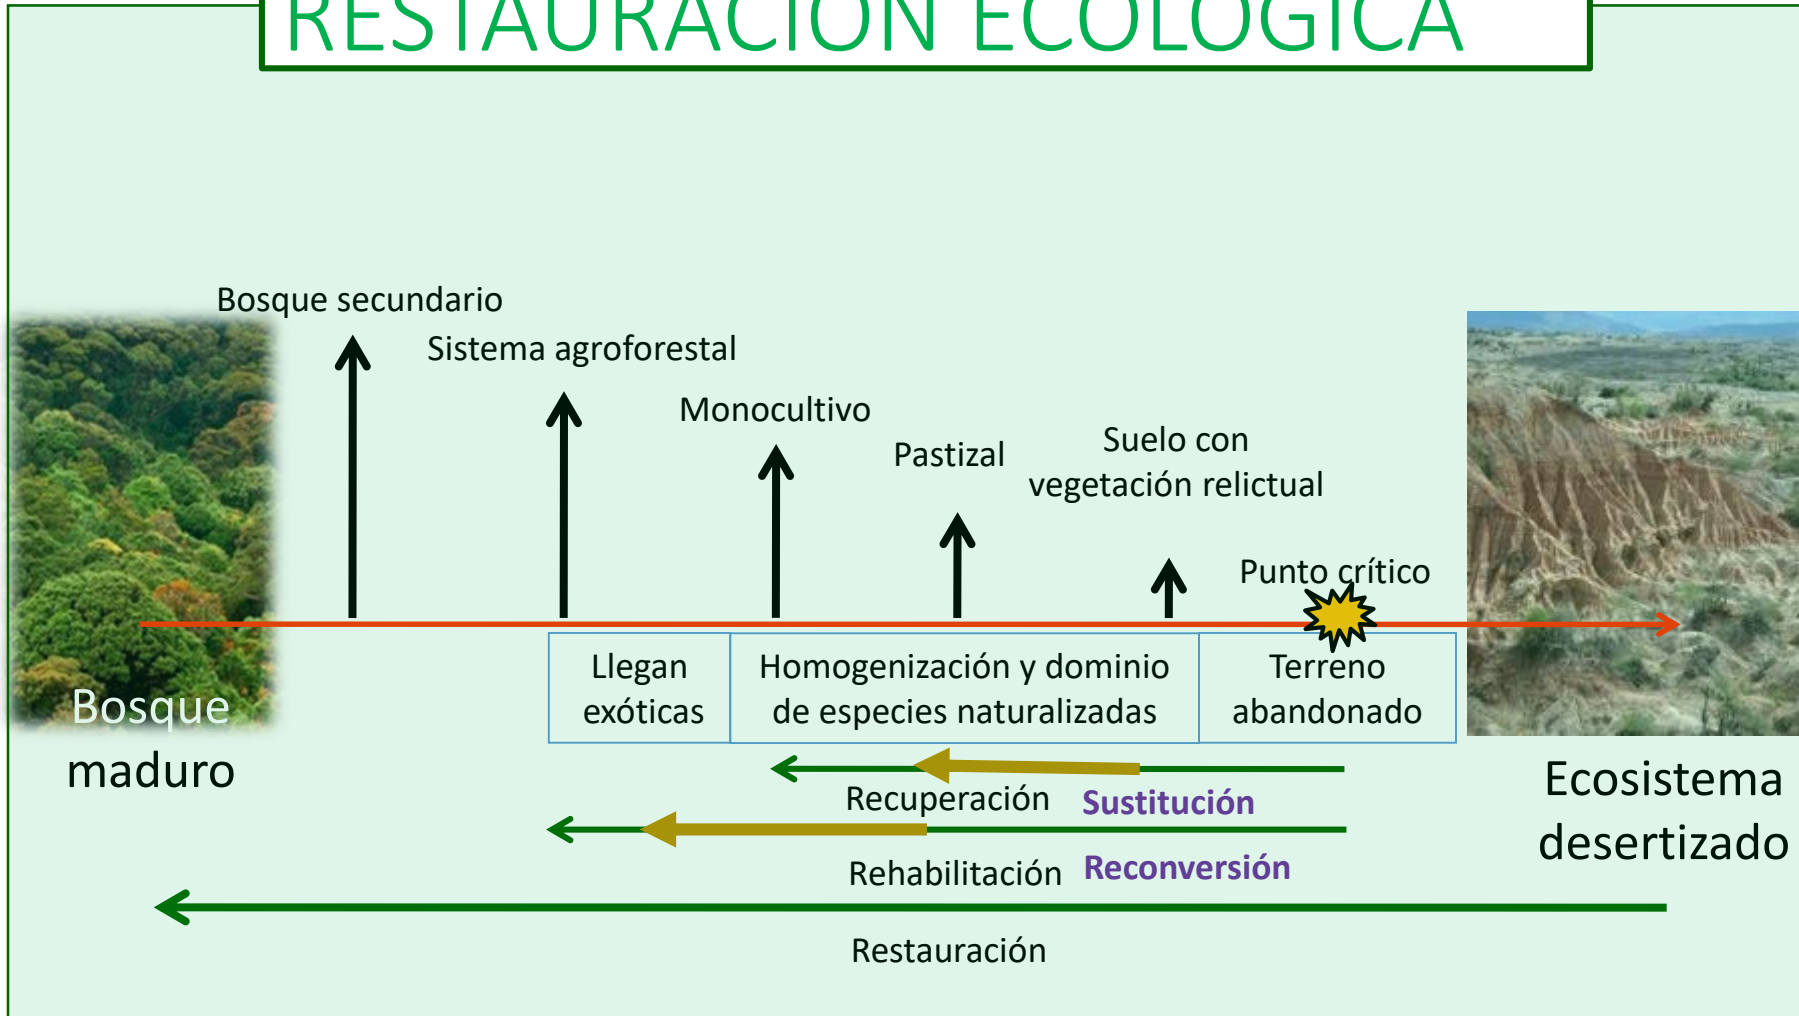 RESTAURACIÓN ECOLÓGICA
Bosque secundario
Sistema agroforestal
Monocultivo
Pastizal
Suelo con
vegetación relictual
Punto crítico
Llegan
exóticas
Homogenización y dominio
de especies naturalizadas
Terreno
abandonado
Bosque
maduro
Ecosistema
desertizado
Recuperación
Sustitución
Rehabilitación
Reconversión
Restauración